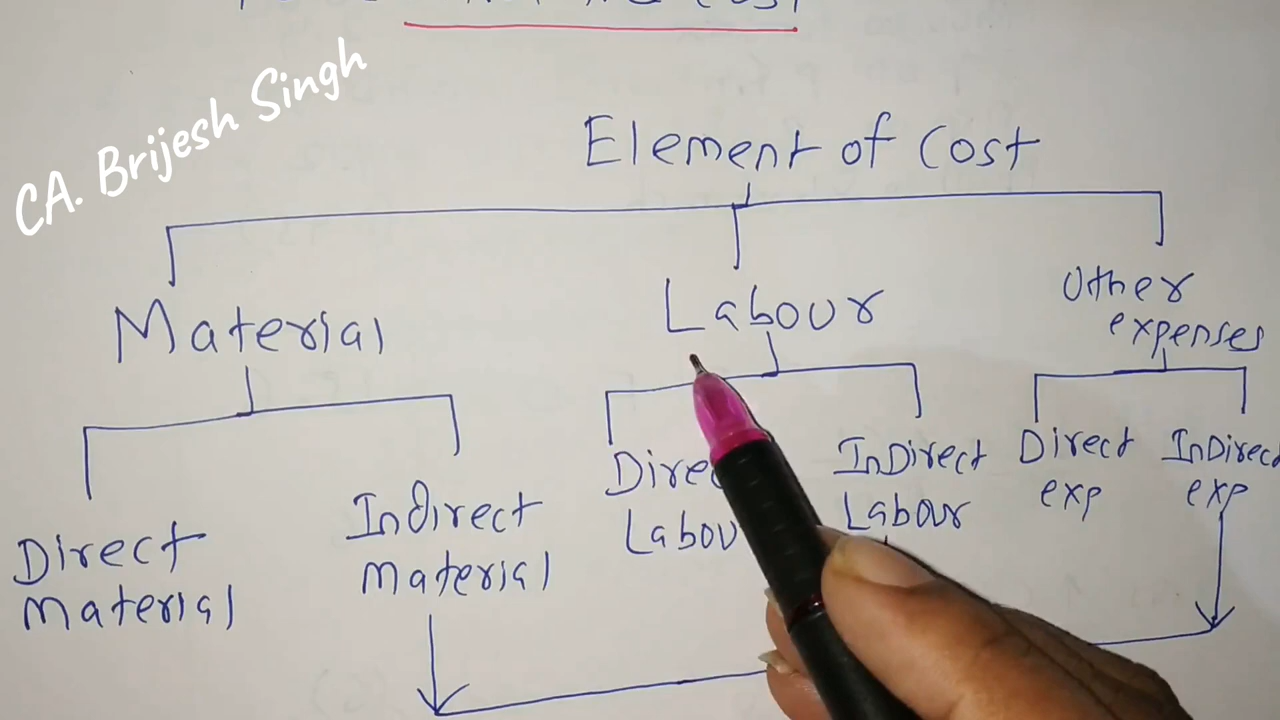 CA. Brijesh Singh
Element of Cost
Material
Labour
Other
expenses
Direct
Material
Indirect
Material
Direct
Labour
InDirect
Labour
Direct
exp
InDirect
exp